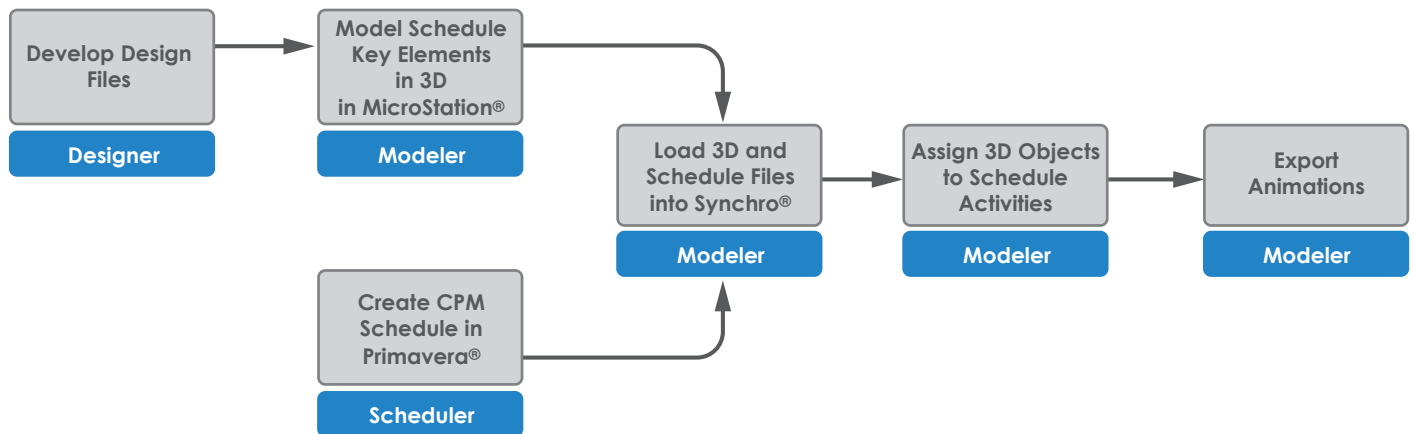 Develop Design
Files
Designer
Model Schedule
Key Elements
in 3D
in MicroStation®
Modeler
Create CPM
Schedule in
Primavera®
Scheduler
Load 3D and
Schedule Files
into Synchro®
Modeler
Assign 3D Objects
to Schedule
Activities
Modeler
Export
Animations
Modeler